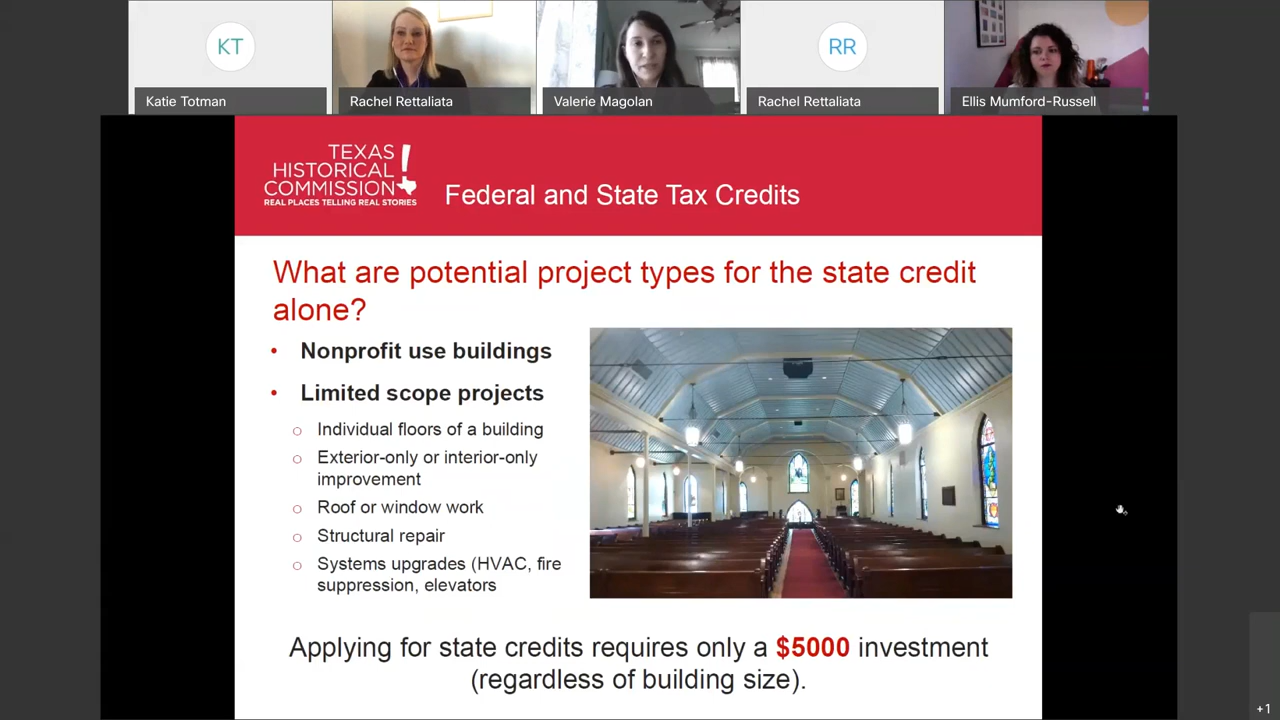 KT
RR
Katie Totman
Rachel Rettaliata
Valerie Magolan
Rachel Rettaliata
Ellis Mumford-Russell
TEXAS
HISTORICAL
COMMISSION
REAL PLACES TELLING REAL STORIES
Federal and State Tax Credits
What are potential project types for the state credit
alone?
• Nonprofit use buildings
• Limited scope projects
○ Individual floors of a building
○ Exterior-only or interior-only
improvement
○ Roof or window work
○ Structural repair
○ Systems upgrades (HVAC, fire
suppression, elevators
Applying for state credits requires only a $5000 investment
(regardless of building size).
+1